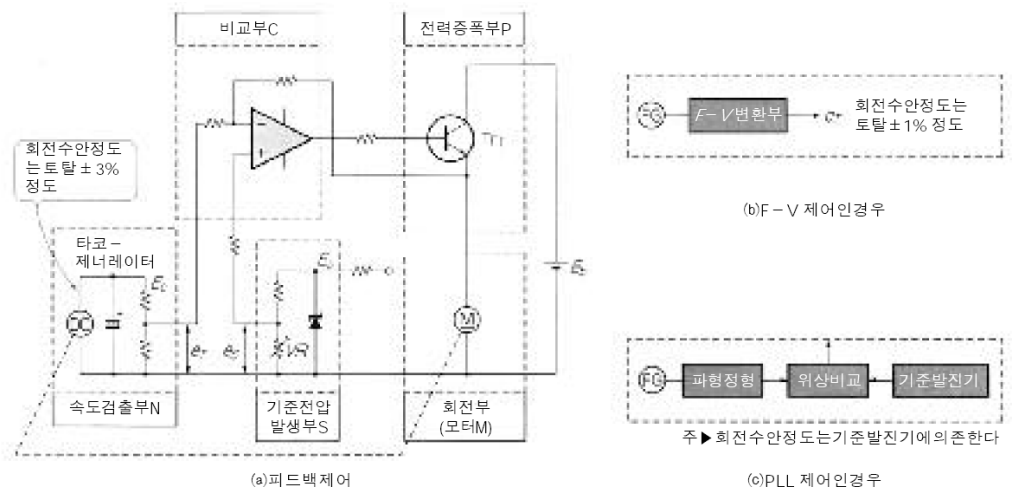 비교부C
전력증폭부P
회전수안정도
는토탈±3%
정도
타코-
제너레이터
VR
M
DC
속도검출부N
기준전압
발생부S
회전부
(모터M)
(a)피드백제어
FG
F-V변환부
회전수안정도는
토탈±1% 정도
(b)F-V 제어인경우
FG
파형정형
위상비교
기준발진기
주▶회전수안정도는기준발진기에의존한다
(c)PLL 제어인경우